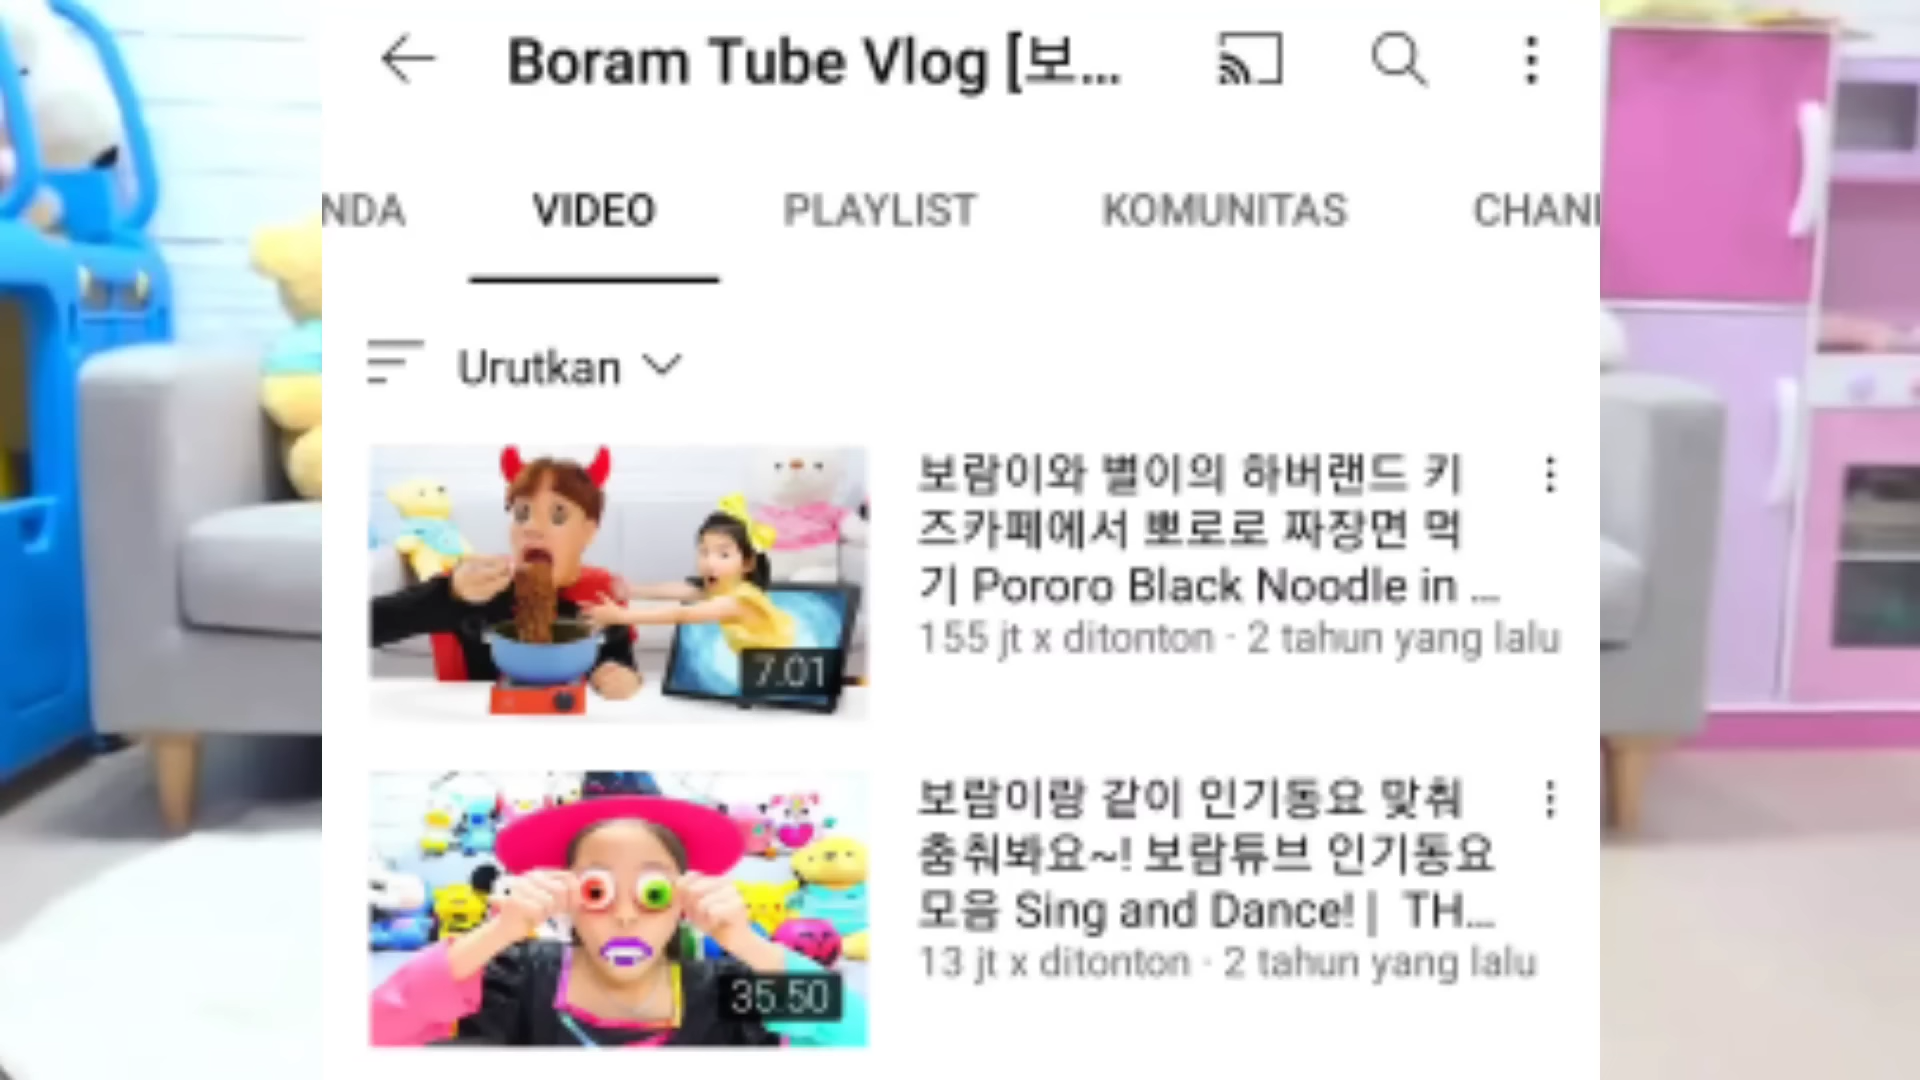 Boram Tube Vlog [보...
NDA VIDEO PLAYLIST KOMUNITAS CHAN
Urutkan
보람이와 별이의 하버랜드 키
즈카페에서 뽀로로 짜장면 먹
기 Pororo Black Noodle in ...
155 jt x ditonton · 2 tahun yang lalu
7.01
보람이랑 같이 인기동요 맞춰
춤춰봐요~! 보람튜브 인기동요
모음 Sing and Dance! | TH...
13 jt x ditonton · 2 tahun yang lalu
35.50